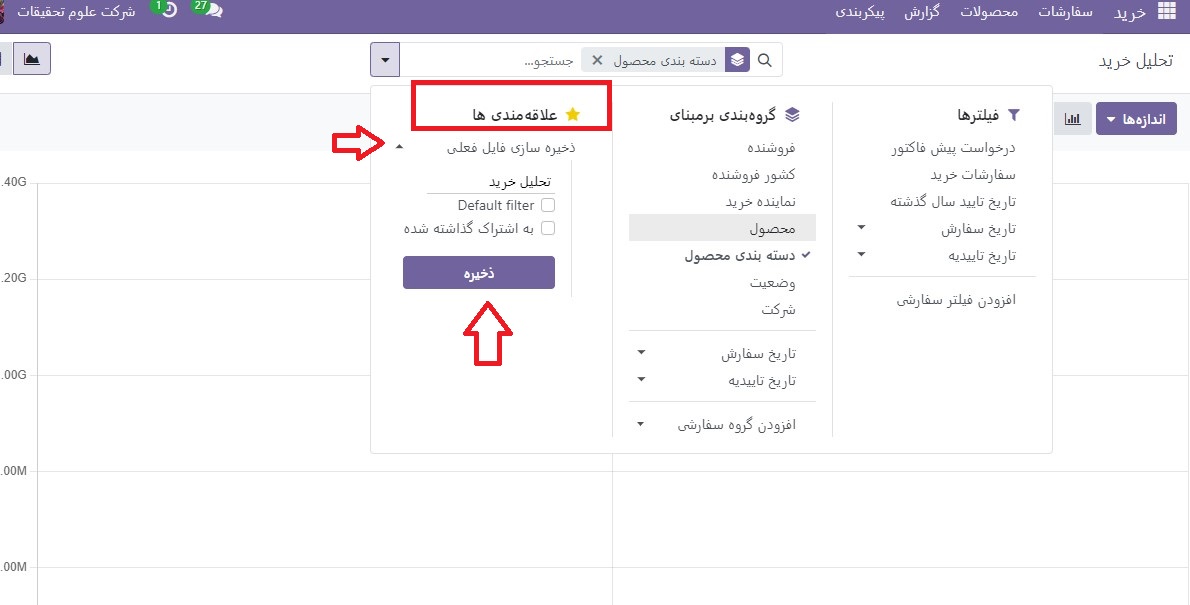 خرید سفارشات محصولات گزارش پیکربندی
27 1 شرکت علوم تحقیقات
تحلیل خرید
دسته بندی محصول
جستجو...
اندازه‌ها
فیلترها
درخواست پیش فاکتور
سفارشات خرید
تاریخ تایید سال گذشته
تاریخ سفارش
تاریخ تاییدیه
افزودن فیلتر سفارشی
گروه‌بندی برمبنای
فروشنده
کشور فروشنده
نماینده خرید
محصول
دسته بندی محصول
وضعیت
شرکت
تاریخ سفارش
تاریخ تاییدیه
افزودن گروه سفارشی
علاقه‌مندی ها
ذخیره سازی فایل فعلی
تحلیل خرید
Default filter
به اشتراک گذاشته شده
ذخیره
.40G
.20G
.00G
.00M
.00M